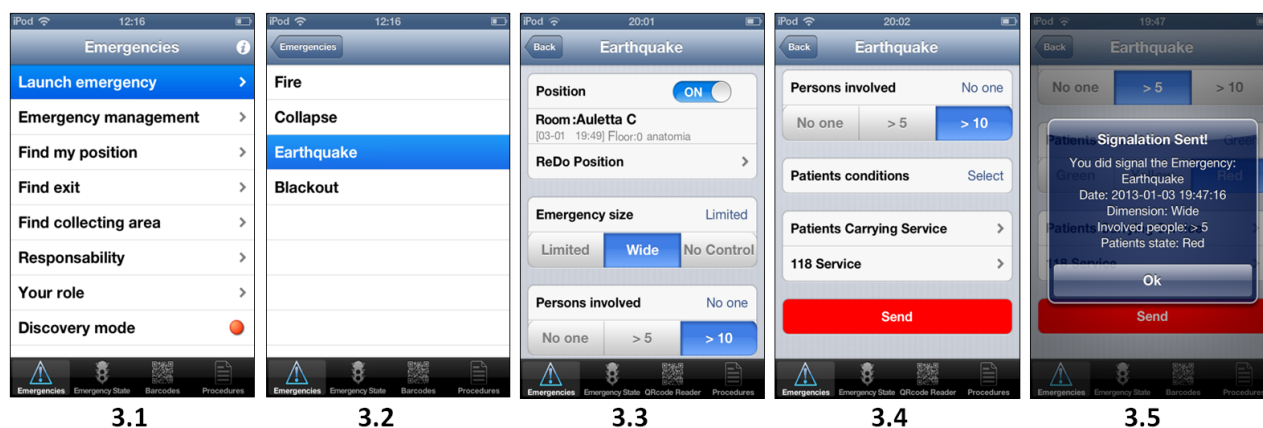 iPod 12:16
Emergencies
Launch emergency
Emergency management
Find my position
Find exit
Find collecting area
Responsability
Your role
Discovery mode
Emergencies Emergency State Barcodes Procedures
3.1
iPod 12:16
Emergencies
Fire
Collapse
Earthquake
Blackout
Emergencies Emergency State Barcodes Procedures
3.2
iPod 20:01
Back Earthquake
Position ON
Room :Auletta C
[03-01 19:49] Floor:0 anatomia
ReDo Position
Emergency size Limited
Limited Wide No Control
Persons involved No one
No one > 5 > 10
Emergencies Emergency State QRcode Reader Procedures
3.3
iPod 20:02
Back Earthquake
Persons involved No one
No one > 5 > 10
Patients conditions Select
Patients Carrying Service
118 Service
Send
Emergencies Emergency State QRcode Reader Procedures
3.4
iPod 19:47
Back Earthquake
No one > 5 > 10
Patients Green
Green Red
Patients
118 Service
Signalation Sent!
You did signal the Emergency:
Earthquake
Date: 2013-01-03 19:47:16
Dimension: Wide
Involved people: > 5
Patients state: Red
Ok
Send
Emergencies Emergency State Barcodes Procedures
3.5